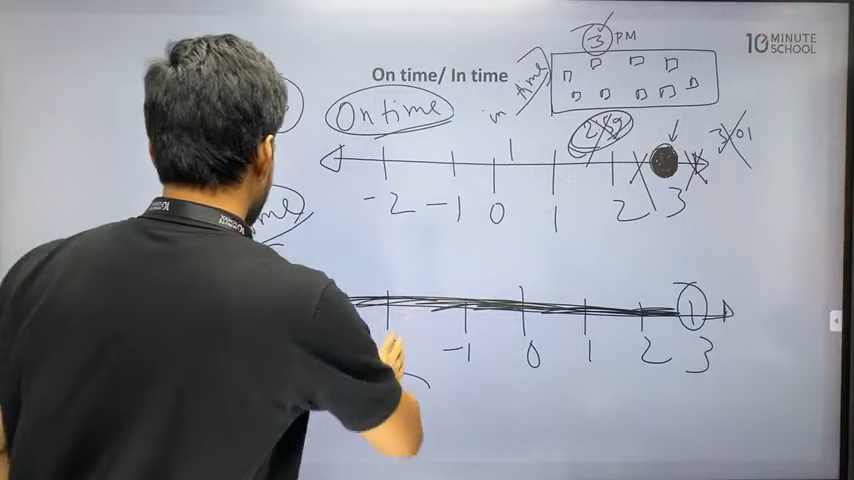 3 PM
10 MINUTE SCHOOL
On time/ In time
On time
in time
2:59
3:01
-2 -1 0 1 2 3
-1 0 1 2 3